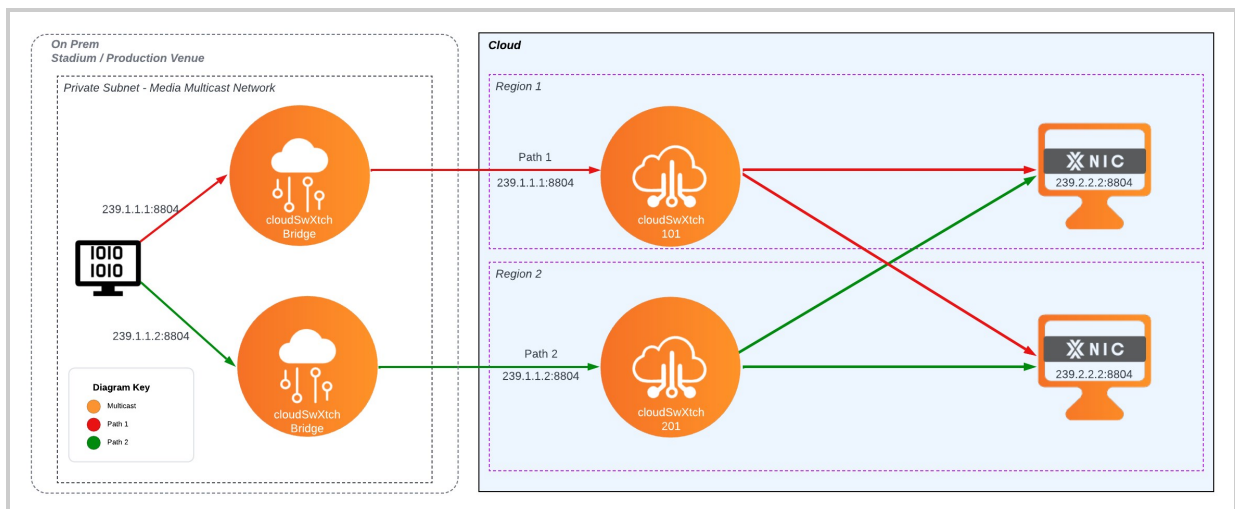 On Prem
Stadium / Production Venue
Private Subnet - Media Multicast Network
239.1.1.1:8804
cloudSwXtch
Bridge
1010
1010
239.1.1.2:8804
cloudSwXtch
Bridge
Diagram Key
Multicast
Path 1
Path 2
Cloud
Region 1
Path 1
239.1.1.1:8804
cloudSwXtch
101
XNIC
239.2.2.2:8804
Region 2
Path 2
239.1.1.2:8804
cloudSwXtch
201
XNIC
239.2.2.2:8804